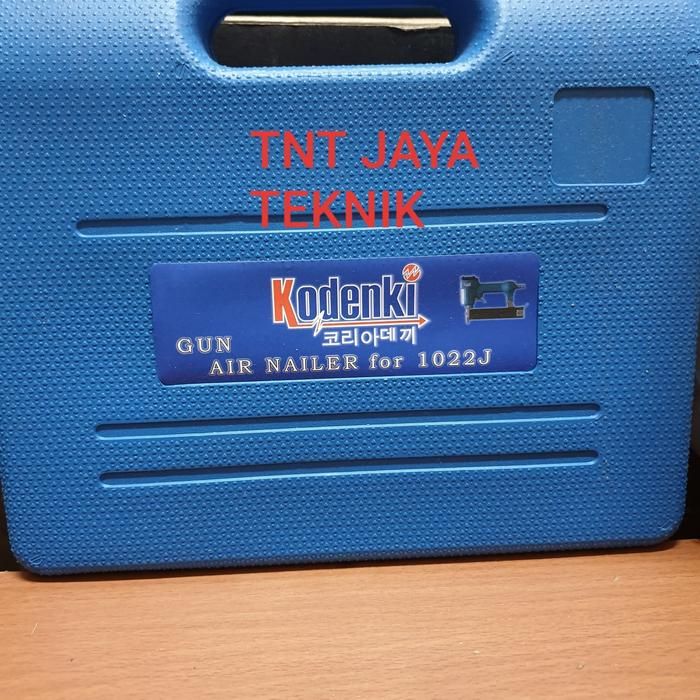 TNT JAYA
TEKNIK
Kodenki
코리아데끼
GUN
AIR NAILER for 1022J